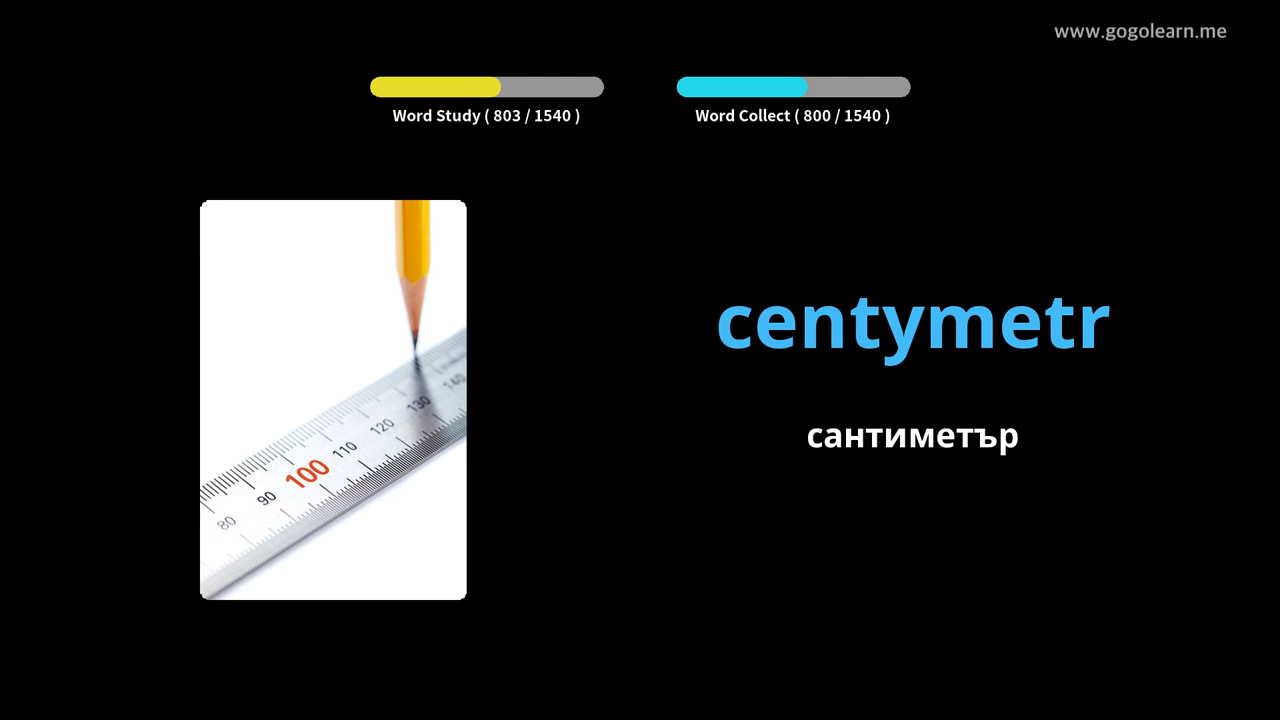 www.gogolearn.me
Word Study ( 803 / 1540 )
Word Collect ( 800 / 1540 )
centymetr
сантиметър
80
90
100
110
120
130
140